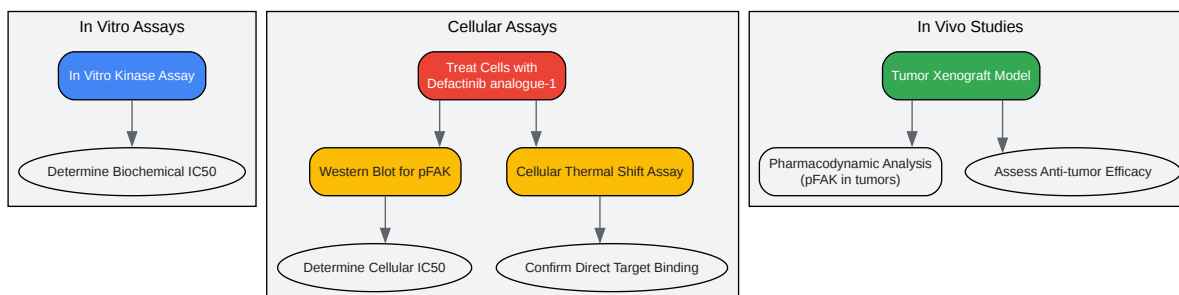 In Vitro Assays
In Vitro Kinase Assay
Determine Biochemical IC50
Cellular Assays
Treat Cells with
Defactinib analogue-1
Western Blot for pFAK
Cellular Thermal Shift Assay
Determine Cellular IC50
Confirm Direct Target Binding
In Vivo Studies
Tumor Xenograft Model
Pharmacodynamic Analysis
(pFAK in tumors)
Assess Anti-tumor Efficacy